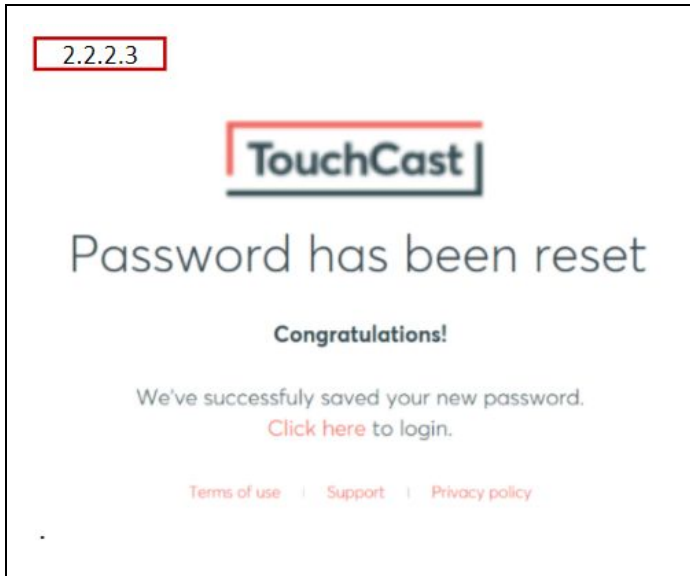 2.2.2.3
TouchCast
Password has been reset
Congratulations!
We've successfuly saved your new password.
Click here to login.
Terms of use | Support | Privacy policy
.